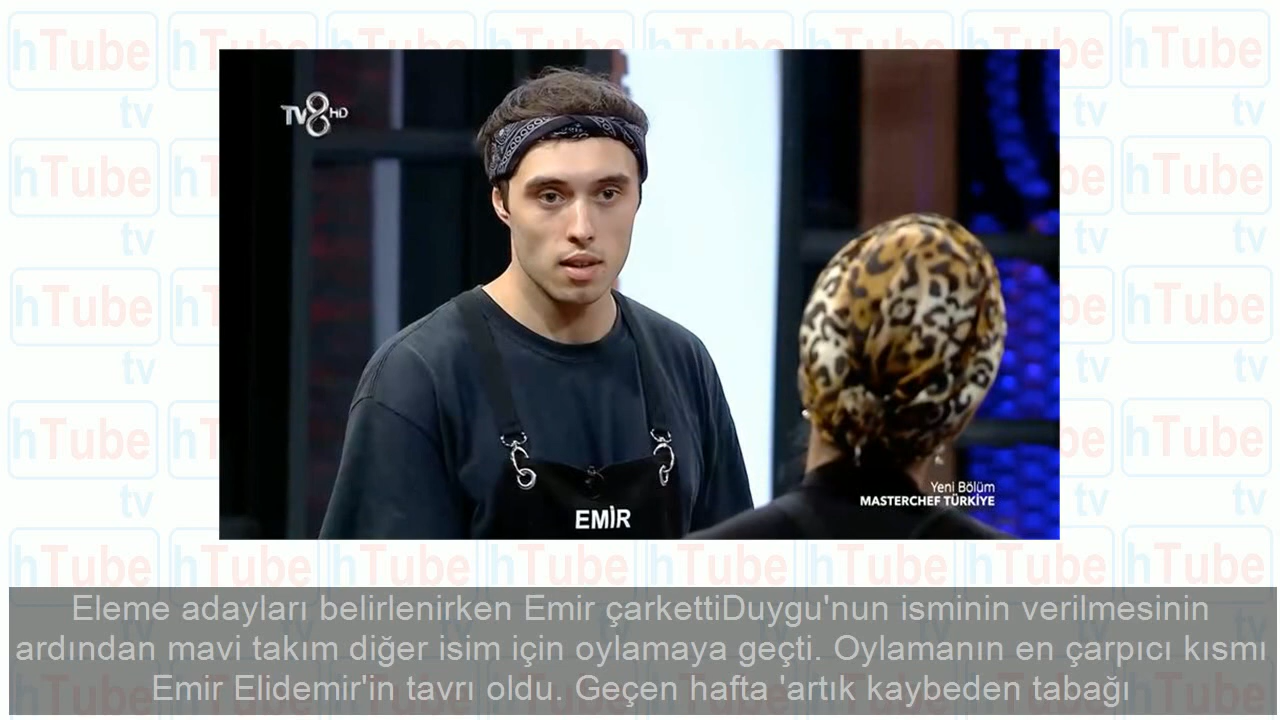 TV8 HD
EMİR
Yeni Bölüm
MASTERCHEF TÜRKİYE
Eleme adayları belirlenirken Emir çarkettiDuygu'nun isminin verilmesinin
ardından mavi takım diğer isim için oylamaya geçti. Oylamanın en çarpıcı kısmı
Emir Elidemir'in tavrı oldu. Geçen hafta 'artık kaybeden tabağı
hTube
tv